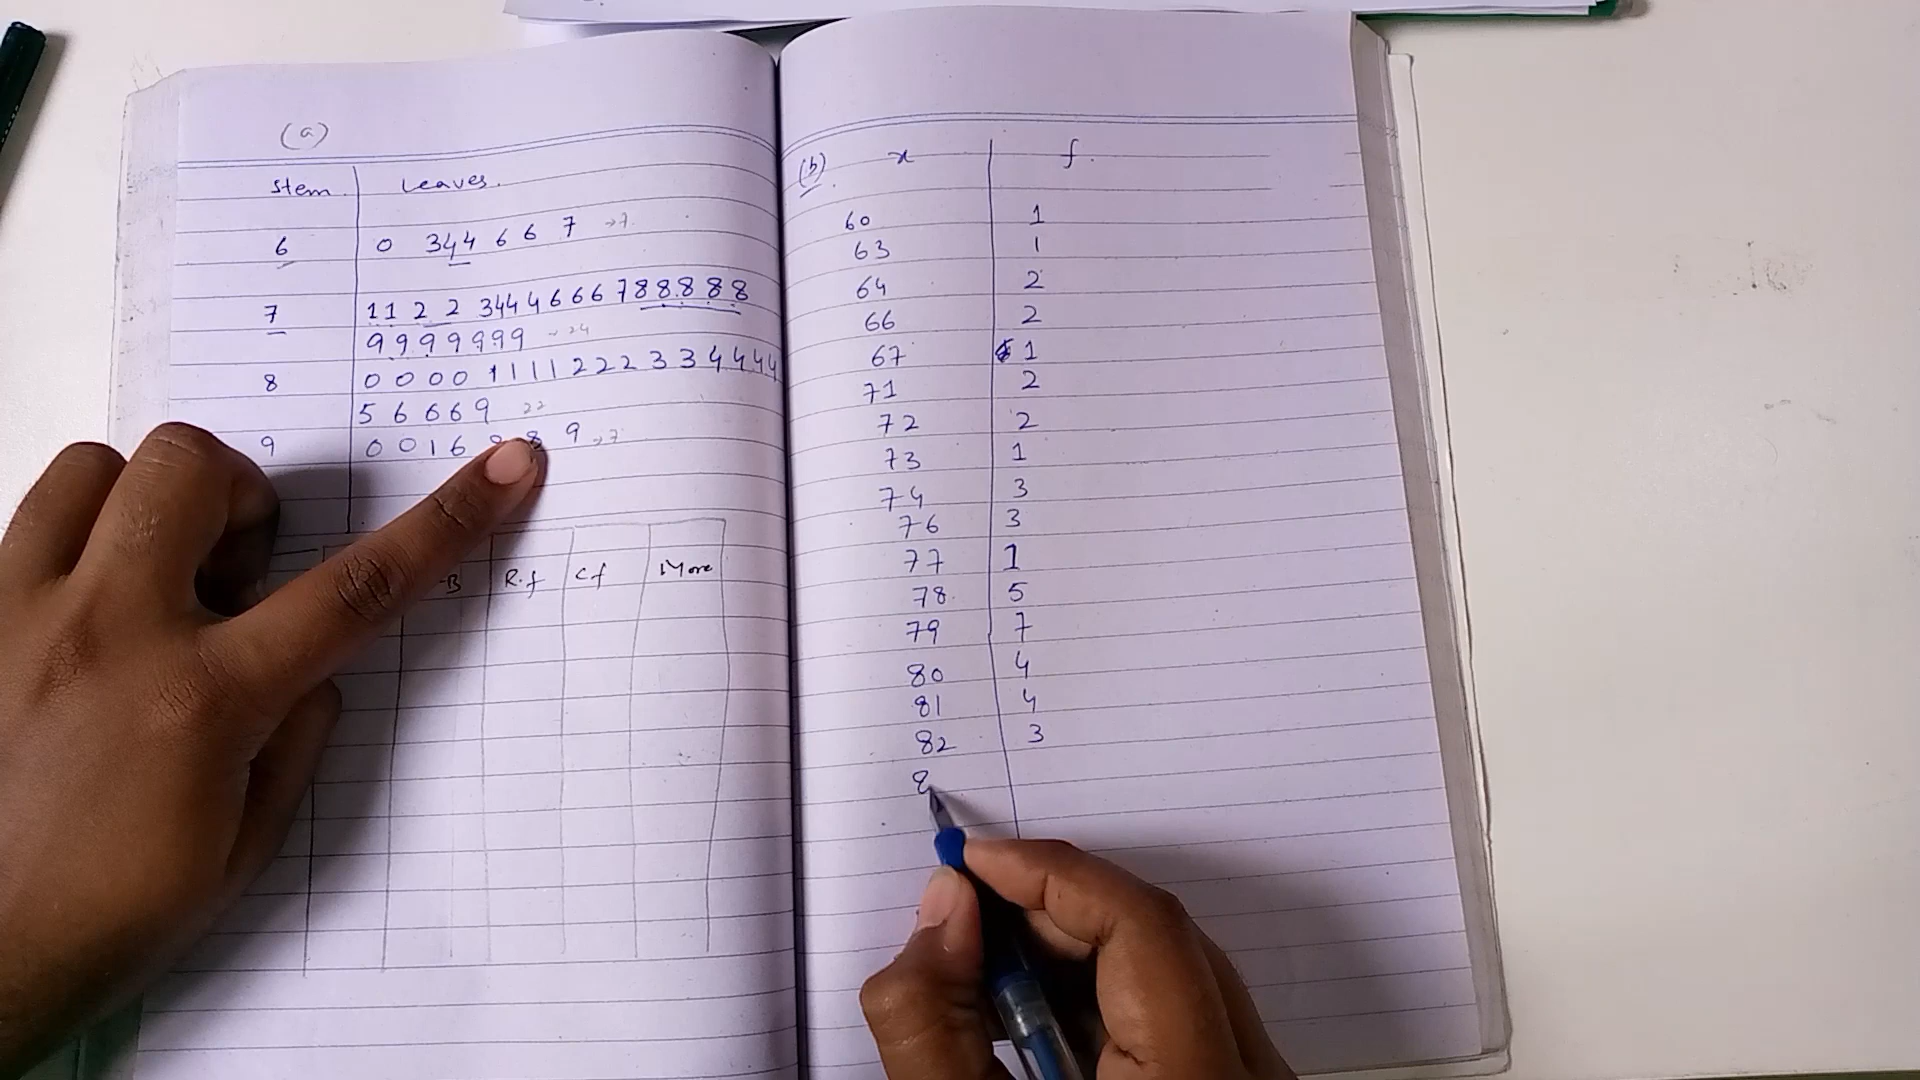 (a)
Stem Leaves.
6 0 3 4 4 6 6 7 →7
7 1 1 2 2 3 4 4 4 6 6 6 7 8 8 8 8 8
9 9 9 9 9 9 9 →24
8 0 0 0 0 1 1 1 1 2 2 2 3 3 4 4 4 4
5 6 6 6 9 22
9 0 0 1 6 8 8 9 →7
R.f Cf More
(b) x f.
60 1
63 1
64 2
66 2
67 1
71 2
72 2
73 1
74 3
76 3
77 1
78 5
79 7
80 4
81 4
82 3
8